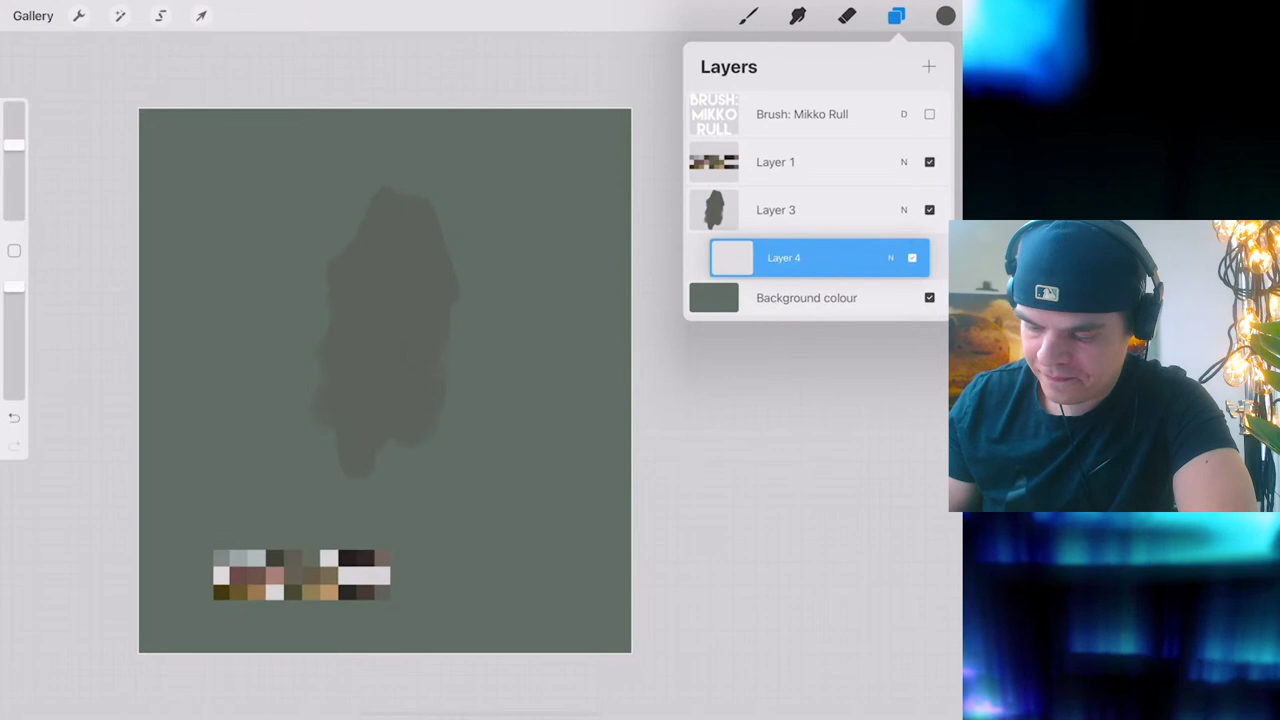 Gallery
Layers
BRUSH:
MIKKO
RULL
Brush: Mikko Rull
D
Layer 1
N
Layer 3
N
Layer 4
N
Background colour